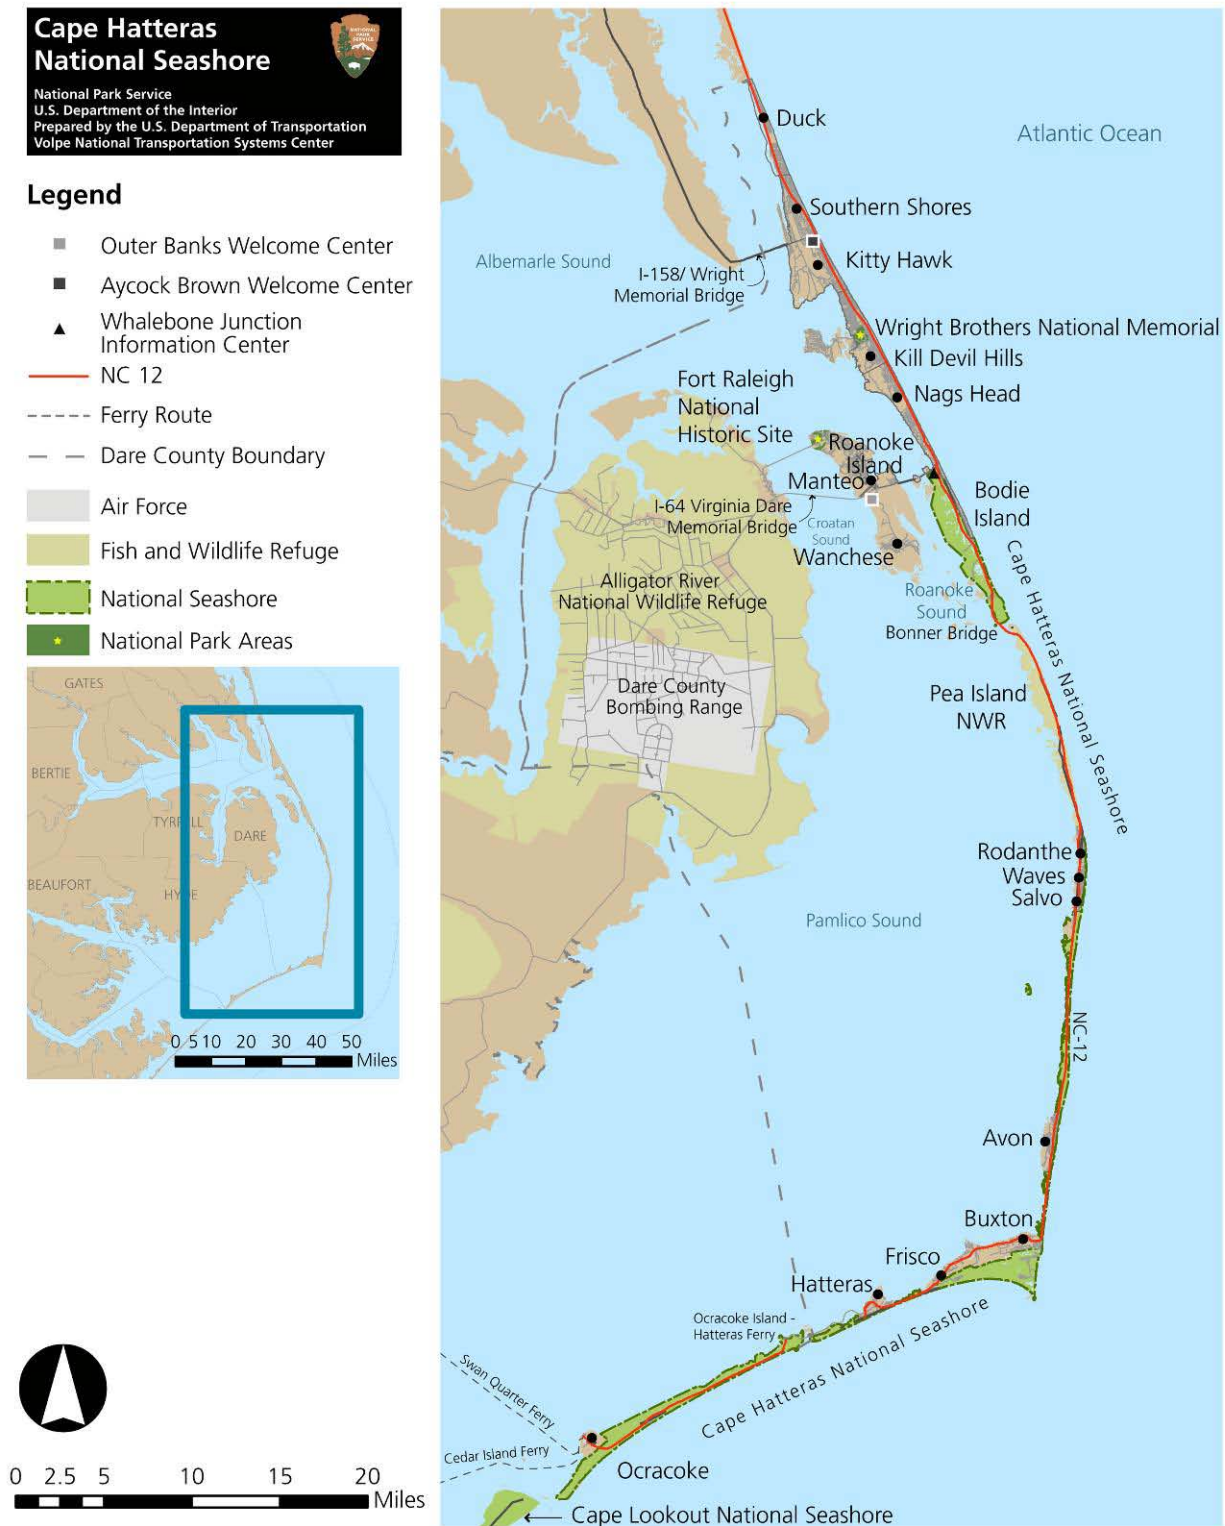 Cape Hatteras
National Seashore
NATIONAL
PARK
SERVICE
National Park Service
U.S. Department of the Interior
Prepared by the U.S. Department of Transportation
Volpe National Transportation Systems Center
Legend
Outer Banks Welcome Center
Aycock Brown Welcome Center
Whalebone Junction
Information Center
NC 12
Ferry Route
Dare County Boundary
Air Force
Fish and Wildlife Refuge
National Seashore
National Park Areas
GATES
BERTIE
TYRRELL
DARE
BEAUFORT
HYDE
0 5 10 20 30 40 50
Miles
0 2.5 5 10 15 20
Miles
Duck
Atlantic Ocean
Southern Shores
Albemarle Sound
Kitty Hawk
I-158/ Wright
Memorial Bridge
Wright Brothers National Memorial
Kill Devil Hills
Fort Raleigh
National
Historic Site
Nags Head
Roanoke
Island
Manteo
Bodie
Island
I-64 Virginia Dare
Memorial Bridge
Croatan
Sound
Wanchese
Alligator River
National Wildlife Refuge
Roanoke
Sound
Bonner Bridge
Cape Hatteras National Seashore
Dare County
Bombing Range
Pea Island
NWR
Rodanthe
Waves
Salvo
Pamlico Sound
NC-12
Avon
Buxton
Frisco
Hatteras
Ocracoke Island -
Hatteras Ferry
Cape Hatteras National Seashore
Swan Quarter Ferry
Cedar Island Ferry
Ocracoke
Cape Lookout National Seashore